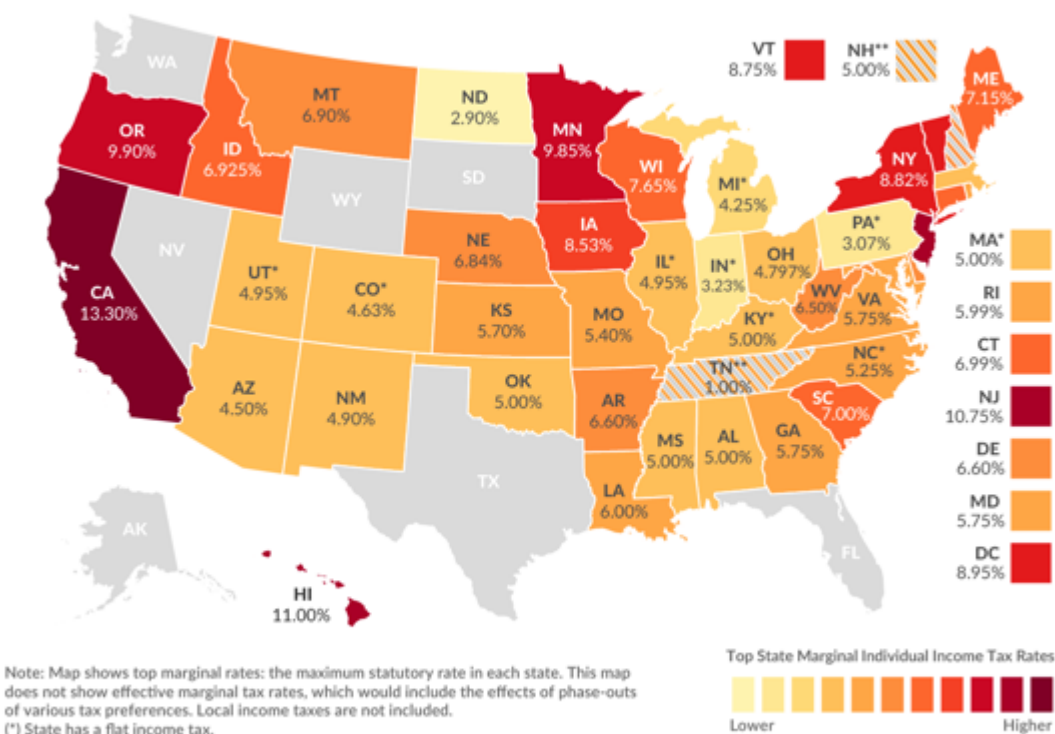 WA
MT
6.90%
ND
2.90%
VT
8.75%
NH**
5.00%
ME
7.15%
OR
9.90%
ID
6.925%
MN
9.85%
WI
7.65%
NY
8.82%
SD
WY
MI*
4.25%
IA
8.53%
NE
6.84%
PA*
3.07%
NV
UT*
4.95%
CO*
4.63%
IL*
4.95%
IN*
3.23%
OH
4.797%
MA*
5.00%
CA
13.30%
KS
5.70%
MO
5.40%
WV
6.50%
VA
5.75%
RI
5.99%
KY*
5.00%
NC*
5.25%
CT
6.99%
TN**
1.00%
AZ
4.50%
NM
4.90%
OK
5.00%
AR
6.60%
SC
7.00%
NJ
10.75%
MS
5.00%
AL
5.00%
GA
5.75%
DE
6.60%
TX
LA
6.00%
MD
5.75%
AK
FL
DC
8.95%
HI
11.00%
Note: Map shows top marginal rates: the maximum statutory rate in each state. This map
does not show effective marginal tax rates, which would include the effects of phase-outs
of various tax preferences. Local income taxes are not included.
(*) State has a flat income tax.
Top State Marginal Individual Income Tax Rates
Lower
Higher